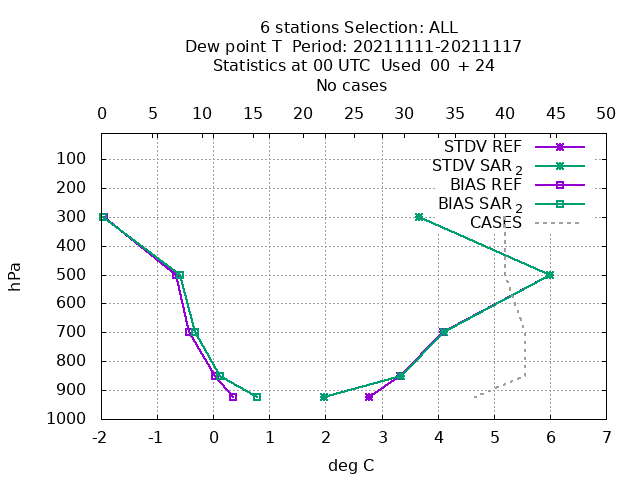 6 stations Selection: ALL
Dew point T  Period: 20211111-20211117
Statistics at 00 UTC  Used  00 + 24
No cases
0 5 10 15 20 25 30 35 40 45 50
STDV REF
STDV SAR2
BIAS REF
BIAS SAR2
CASES
100
200
300
400
500
600
700
800
900
1000
hPa
-2 -1 0 1 2 3 4 5 6 7
deg C